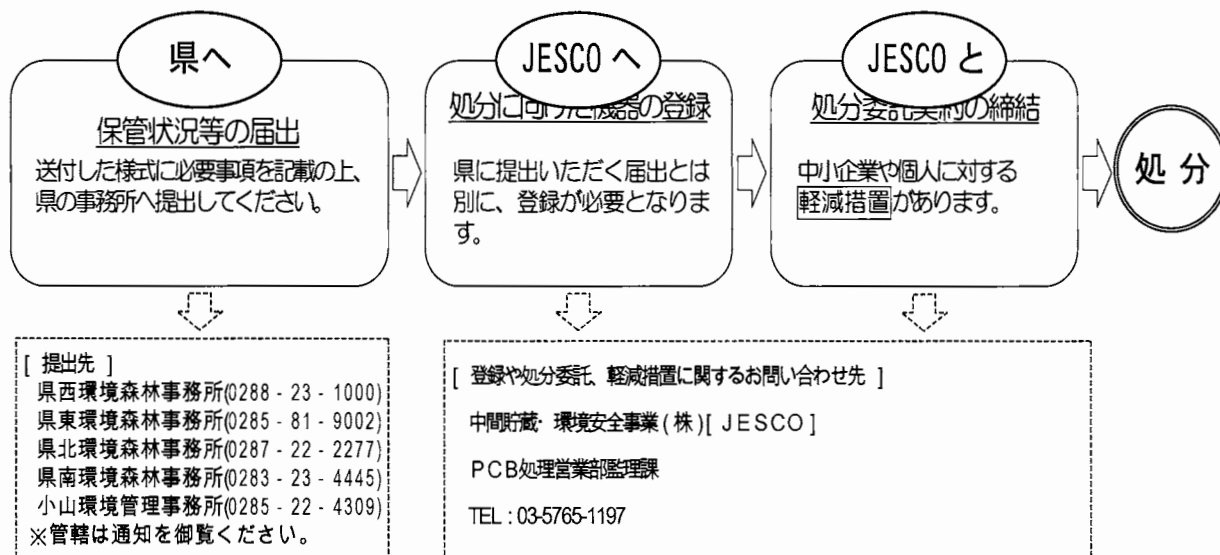 県へ
保管状況等の届出
送付した様式に必要事項を記載の上、
県の事務所へ提出してください。
JESCO へ
処分に向けた機器の登録
県に提出いただく届出とは
別に、登録が必要となりま
す。
JESCO と
処分委託契約の締結
中小企業や個人に対する
軽減措置があります。
処 分
[ 提出先 ]
県西環境森林事務所(0288 - 23 - 1000)
県東環境森林事務所(0285 - 81 - 9002)
県北環境森林事務所(0287 - 22 - 2277)
県南環境森林事務所(0283 - 23 - 4445)
小山環境管理事務所(0285 - 22 - 4309)
※管轄は通知を御覧ください。
[ 登録や処分委託、軽減措置に関するお問い合わせ先 ]
中間貯蔵・環境安全事業(株)[ JESCO ]
PCB処理営業部監理課
TEL : 03-5765-1197